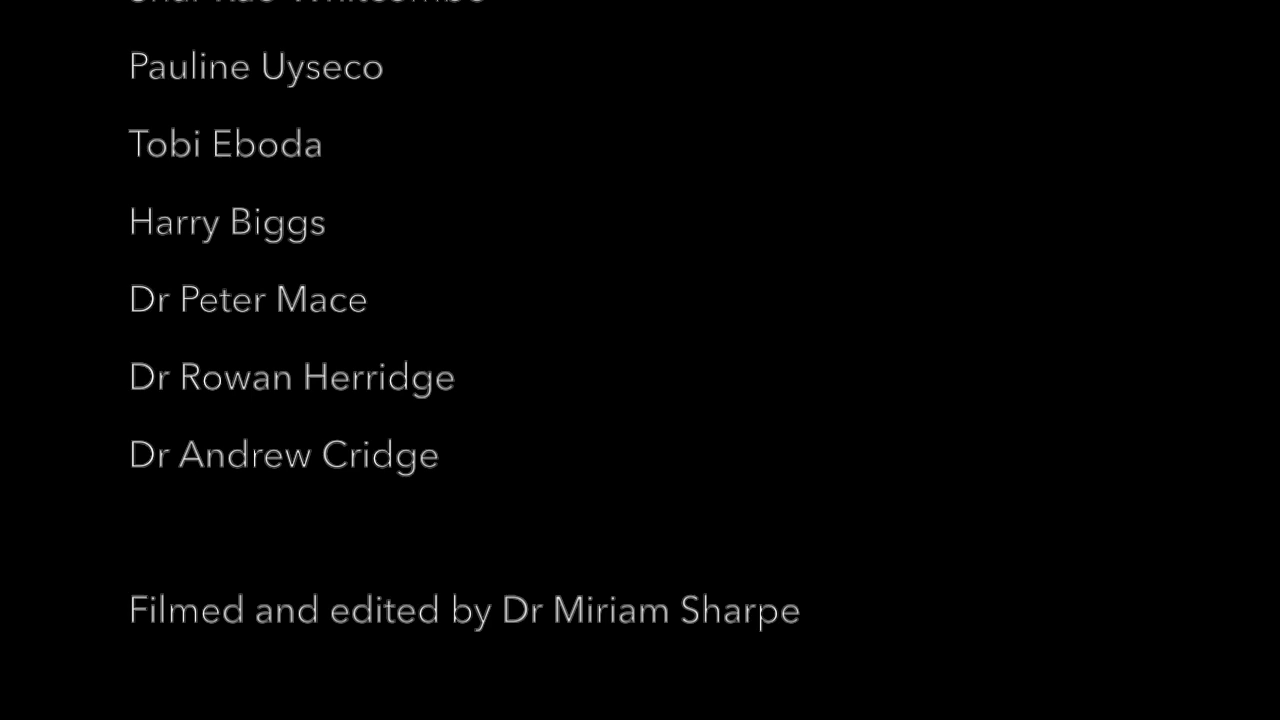 Pauline Uyseco
Tobi Eboda
Harry Biggs
Dr Peter Mace
Dr Rowan Herridge
Dr Andrew Cridge
Filmed and edited by Dr Miriam Sharpe